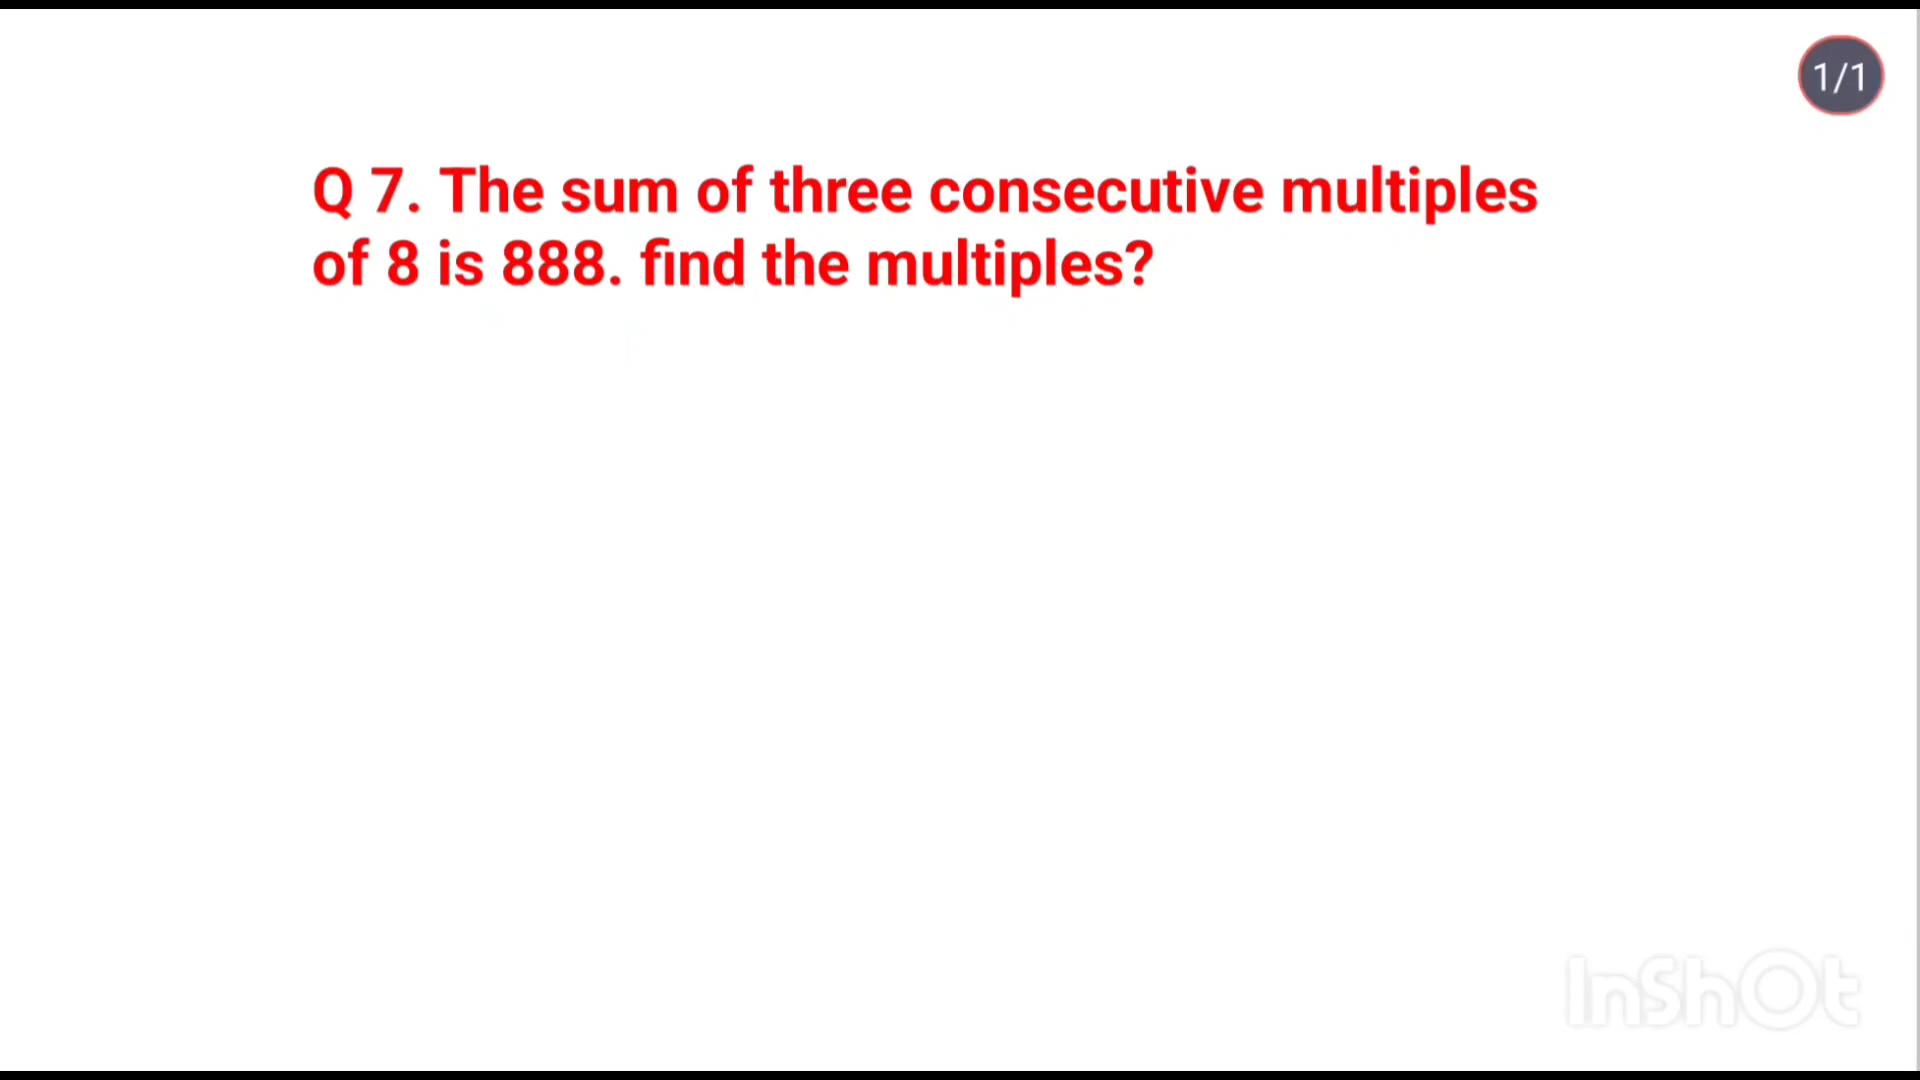 1/1
Q 7. The sum of three consecutive multiples
of 8 is 888. find the multiples?
InShOt